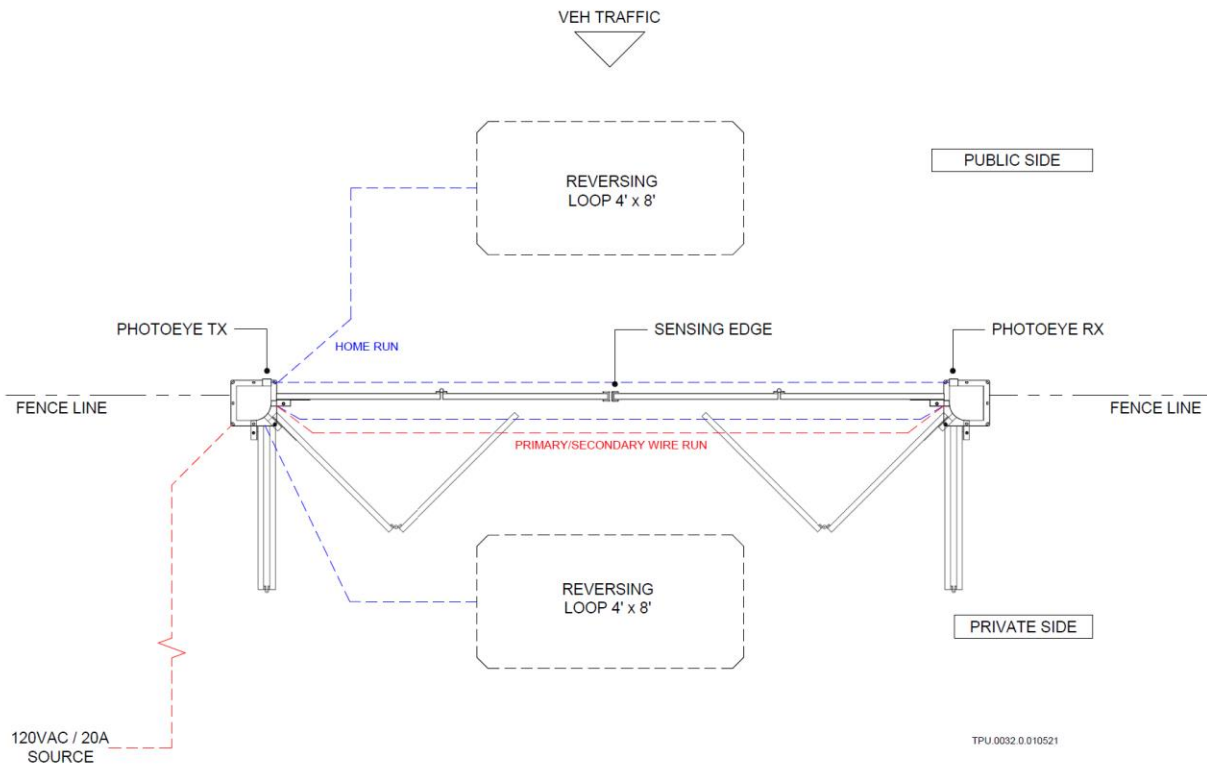 VEH TRAFFIC
REVERSING
LOOP 4' x 8'
PUBLIC SIDE
PHOTOEYE TX
SENSING EDGE
PHOTOEYE RX
HOME RUN
FENCE LINE
FENCE LINE
PRIMARY/SECONDARY WIRE RUN
REVERSING
LOOP 4' x 8'
PRIVATE SIDE
120VAC / 20A
SOURCE
TPU.0032.0.010521